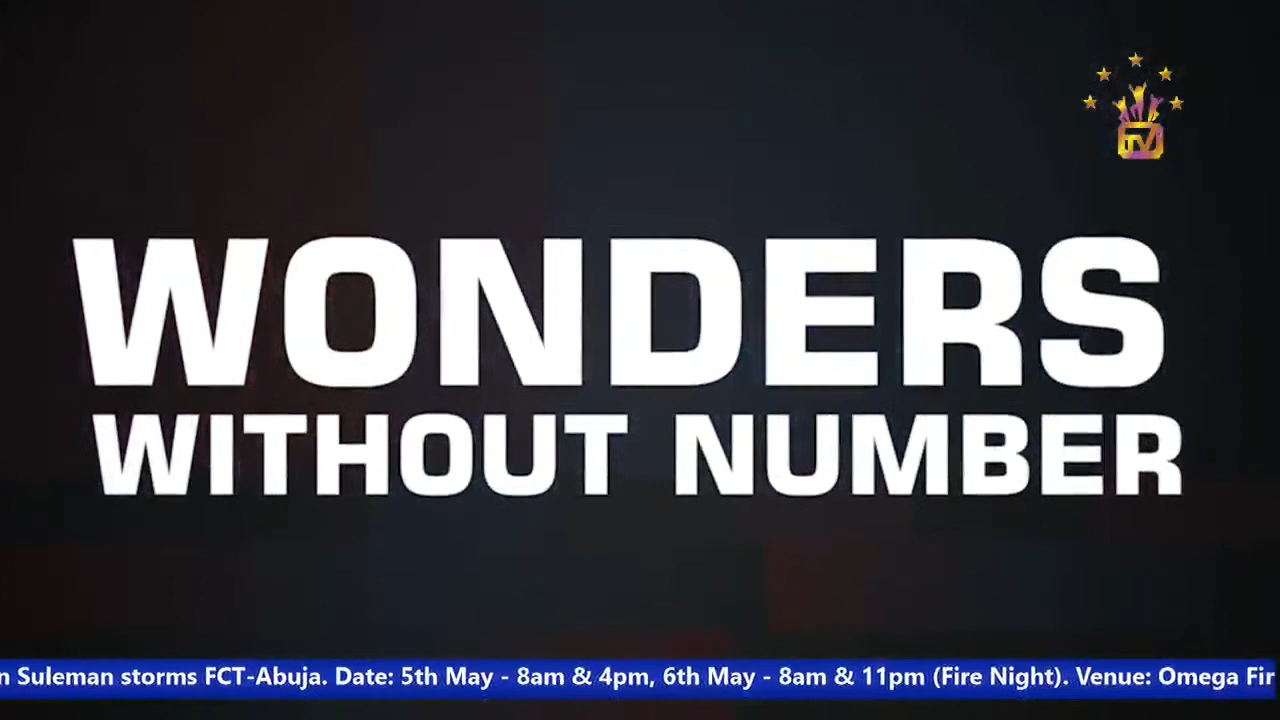 TV
WONDERS
WITHOUT NUMBER
Suleman storms FCT-Abuja. Date: 5th May - 8am & 4pm, 6th May - 8am & 11pm (Fire Night). Venue: Omega